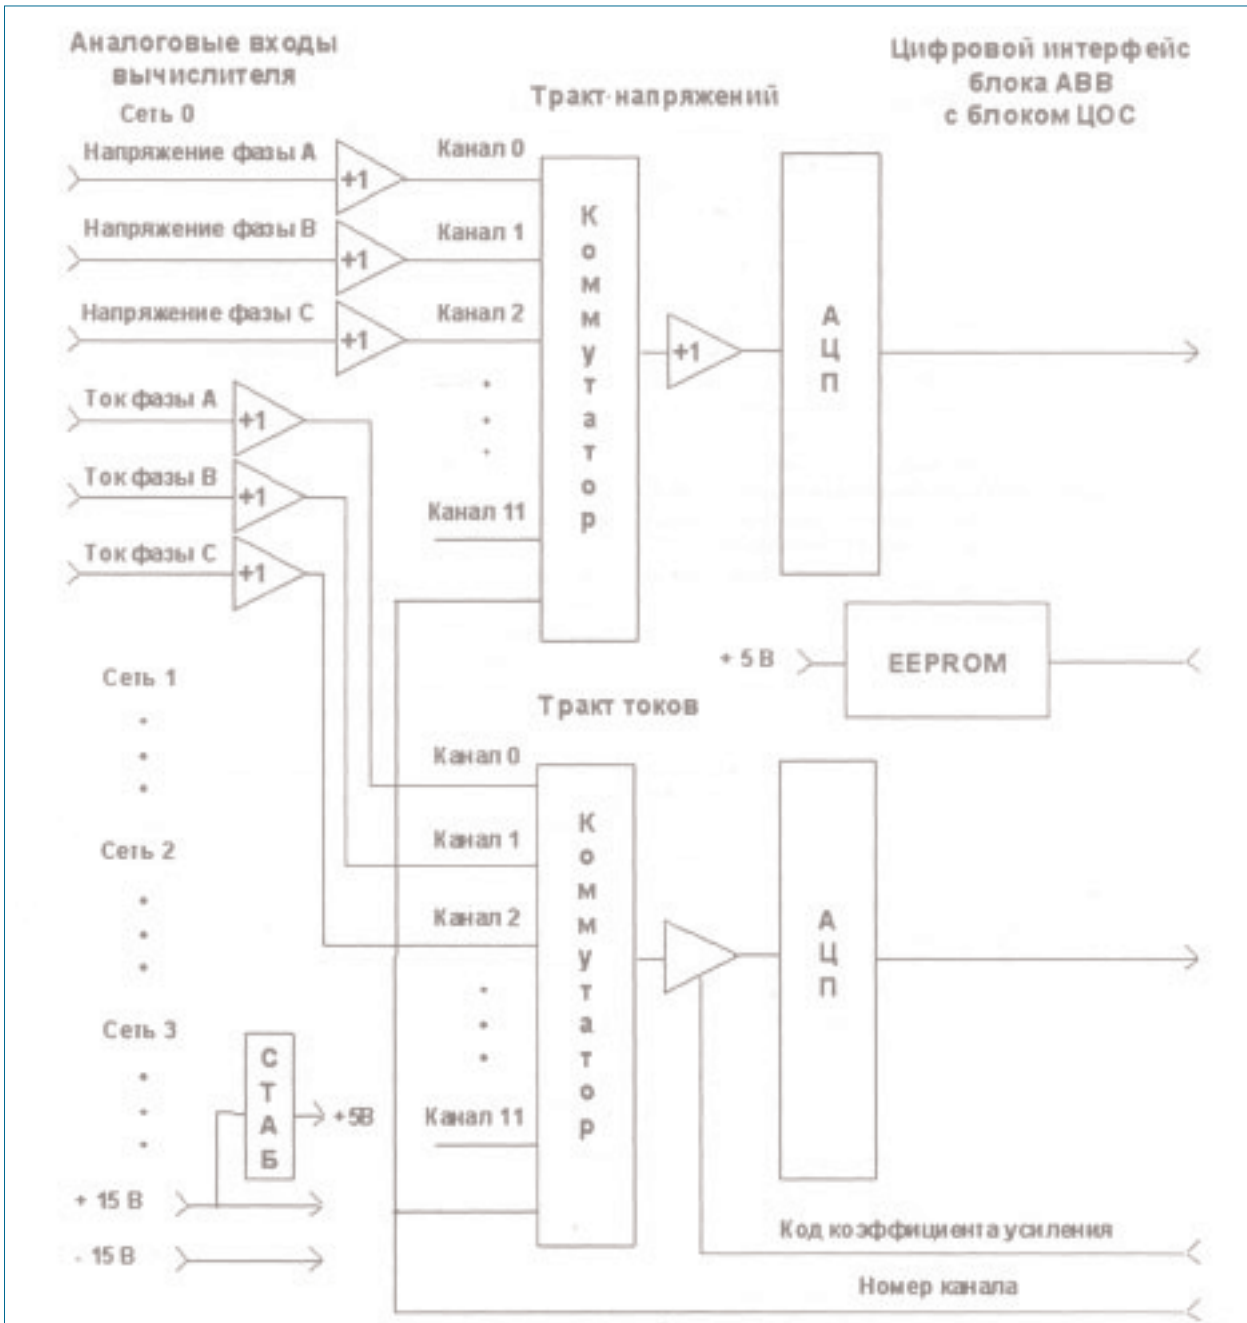 Аналоговые входы
вычислителя
Сеть 0
Напряжение фазы А
Напряжение фазы В
Напряжение фазы С
Ток фазы А
Ток фазы В
Ток фазы С
+1
+1
+1
+1
+1
+1
Сеть 1
Сеть 2
Сеть 3
СТАБ
+5В
+ 15 В
- 15 В
Тракт-напряжений
Канал 0
Канал 1
Канал 2
Канал 11
Коммутатор
+1
АЦП
Цифровой интерфейс
блока АВВ
с блоком ЦОС
+ 5 В
EEPROM
Тракт токов
Канал 0
Канал 1
Канал 2
Канал 11
Коммутатор
АЦП
Код коэффициента усиления
Номер канала